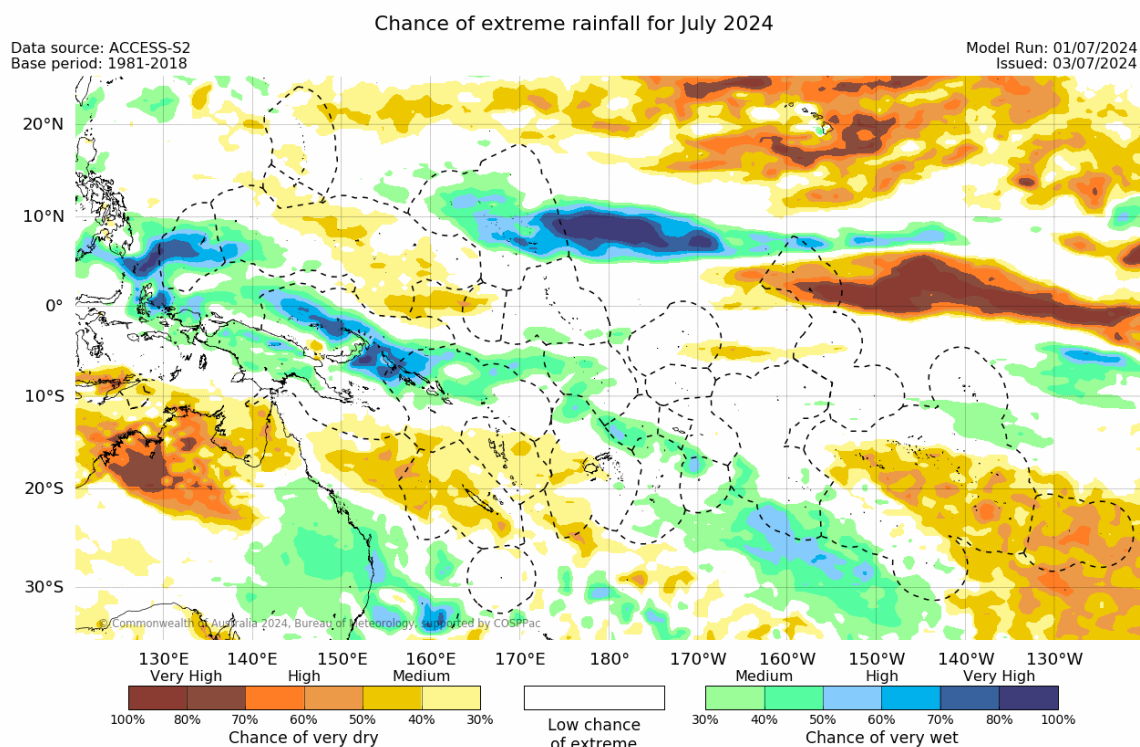 Chance of extreme rainfall for July 2024
Data source: ACCESS-S2
Base period: 1981-2018
Model Run: 01/07/2024
Issued: 03/07/2024
20°N
10°N
0°
10°S
20°S
30°S
© Commonwealth of Australia 2024, Bureau of Meteorology, supported by COSPPac
130°E 140°E 150°E 160°E 170°E 180° 170°W 160°W 150°W 140°W 130°W
Very High High Medium
100% 80% 70% 60% 50% 40% 30%
Chance of very dry
Low chance
of extreme
Medium High Very High
30% 40% 50% 60% 70% 80% 100%
Chance of very wet